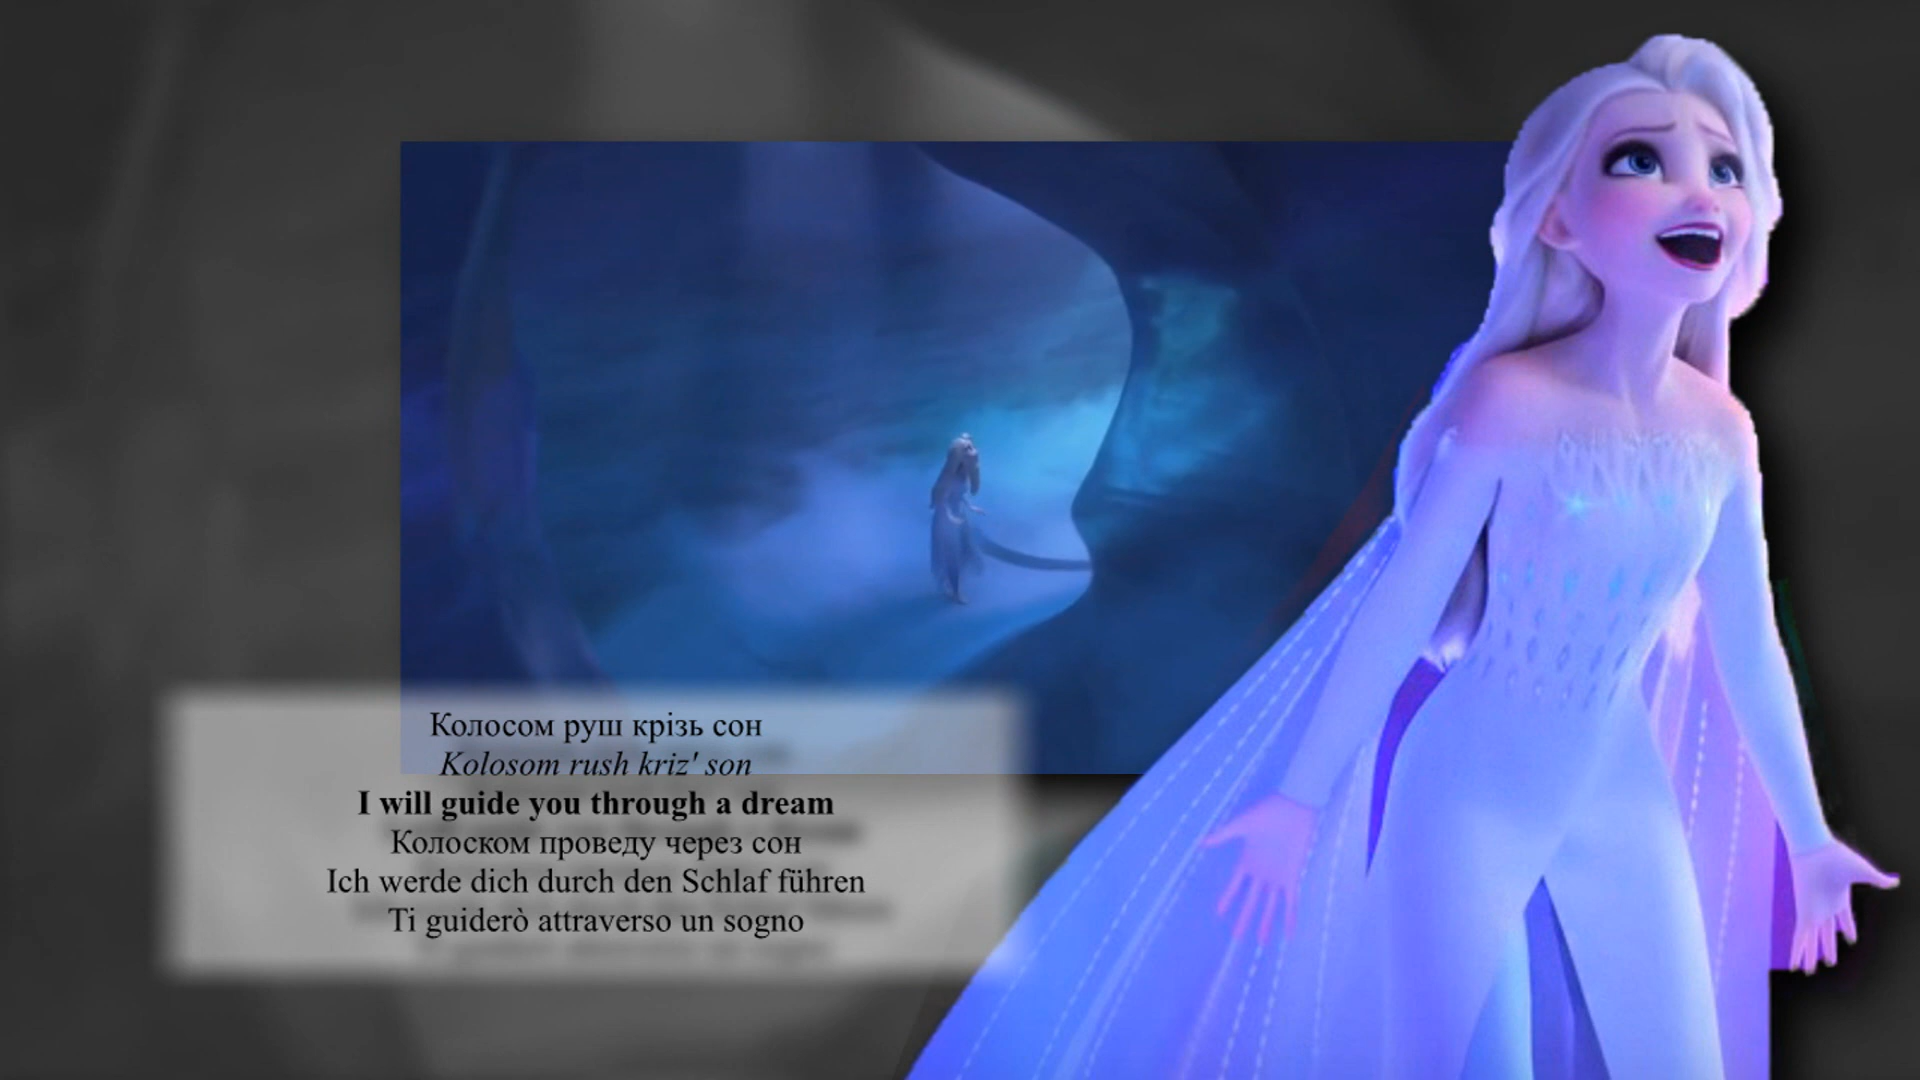 Колосом руш крізь сон
Kolosom rush kriz' son
I will guide you through a dream
Колоском проведу через сон
Ich werde dich durch den Schlaf führen
Ti guiderò attraverso un sogno